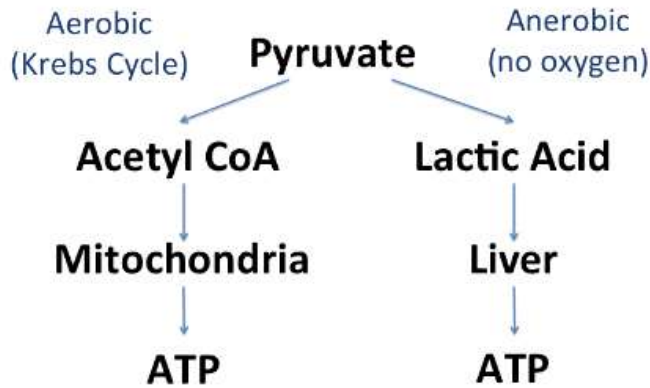 Aerobic
(Krebs Cycle)
Pyruvate
Anerobic
(no oxygen)
Acetyl CoA
Lactic Acid
Mitochondria
Liver
ATP
ATP